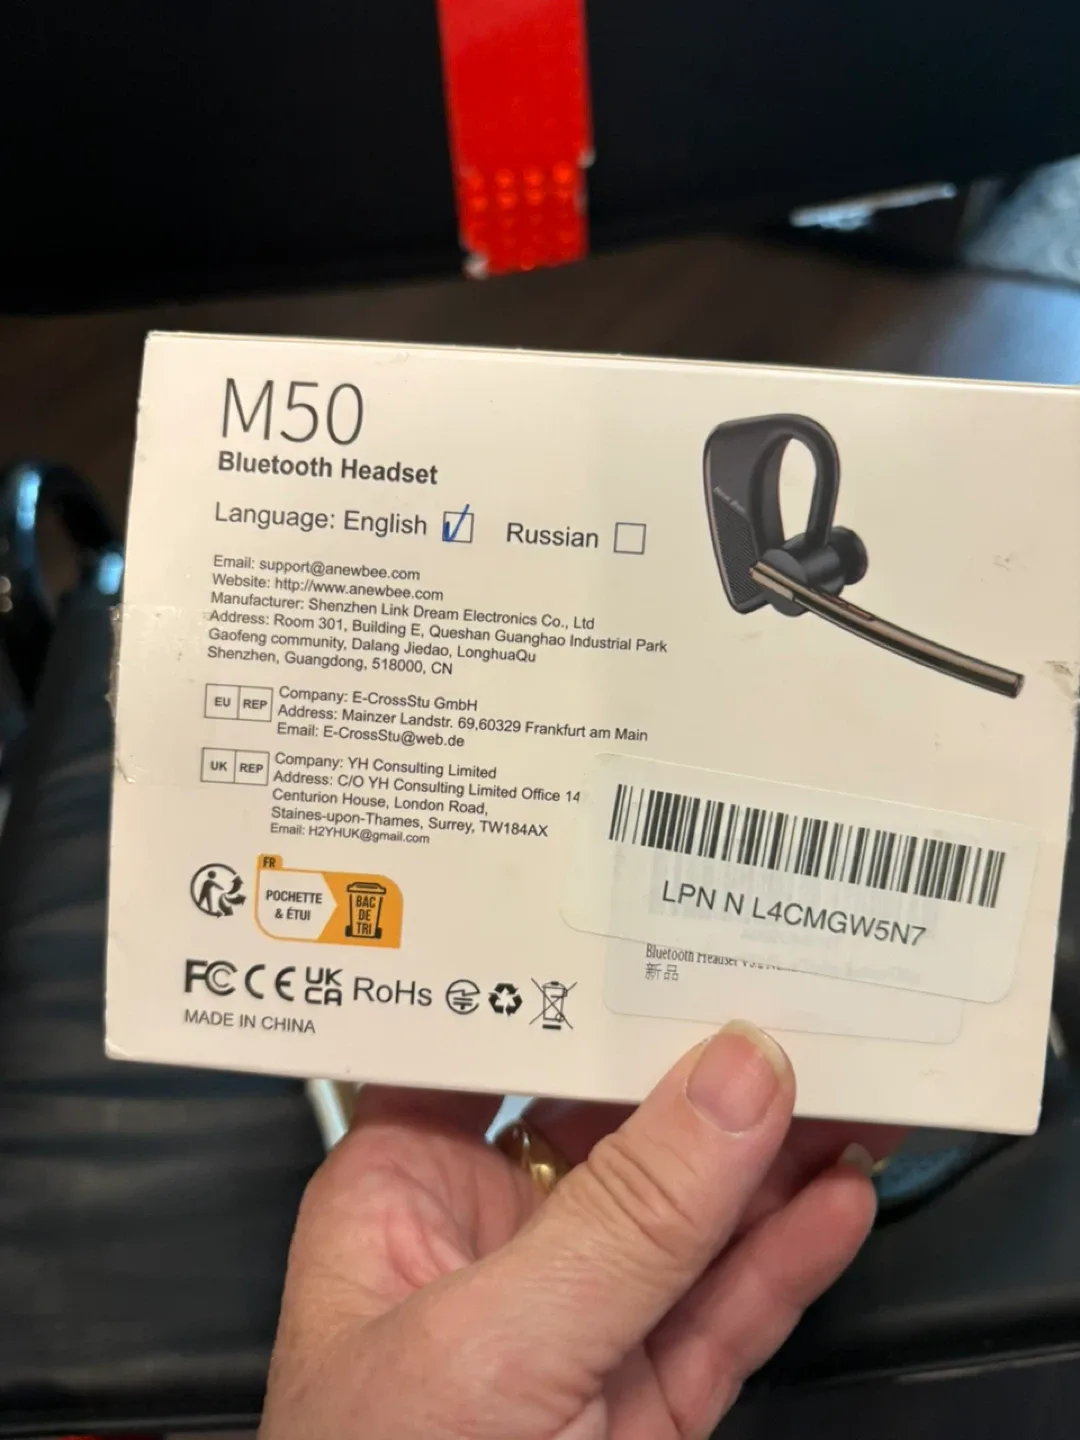 M50
Bluetooth Headset
Language: English Russian
Email: support@anewbee.com
Website: http://www.anewbee.com
Manufacturer: Shenzhen Link Dream Electronics Co., Ltd
Address: Room 301, Building E, Queshan Guanghao Industrial Park
Gaofeng community, Dalang Jiedao, LonghuaQu
Shenzhen, Guangdong, 518000, CN
EU REP
Company: E-CrossStu GmbH
Address: Mainzer Landstr. 69,60329 Frankfurt am Main
Email: E-CrossStu@web.de
UK REP
Company: YH Consulting Limited
Address: C/O YH Consulting Limited Office 14
Centurion House, London Road,
Staines-upon-Thames, Surrey, TW184AX
Email: H2YHUK@gmail.com
FR
POCHETTE
& ÉTUI
BAC
DE
TRI
LPN N L4CMGW5N7
Bluetooth Headset
新品
FC CE UK
CA RoHs
MADE IN CHINA